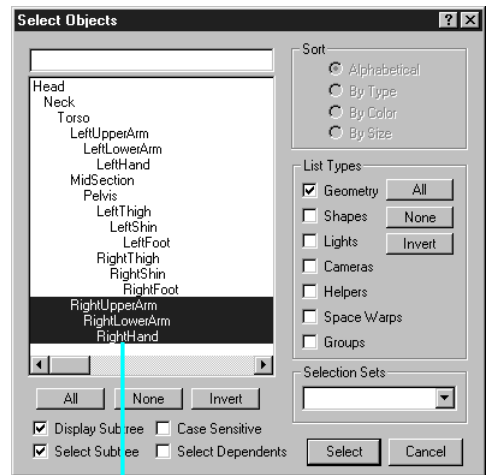 Select Objects
Head
Neck
Torso
LeftUpperArm
LeftLowerArm
LeftHand
MidSection
Pelvis
LeftThigh
LeftShin
LeftFoot
RightThigh
RightShin
RightFoot
RightUpperArm
RightLowerArm
RightHand
All None Invert
Display Subtree Case Sensitive
Select Subtree Select Dependents
Sort
Alphabetical
By Type
By Color
By Size
List Types
Geometry All
Shapes None
Lights Invert
Cameras
Helpers
Space Warps
Groups
Selection Sets
Select Cancel